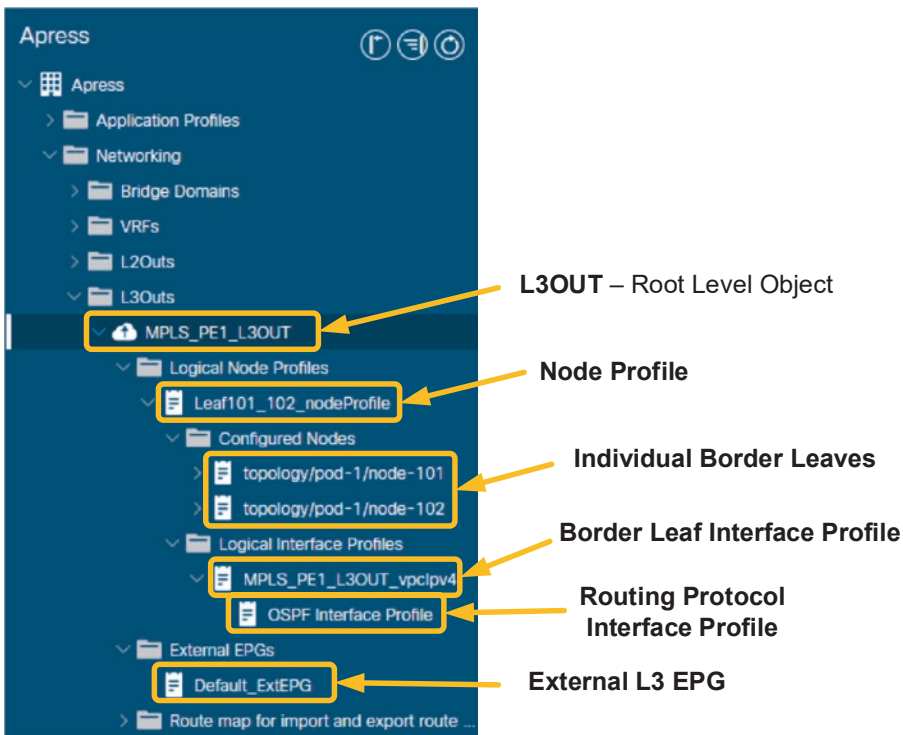 Apress
Apress
Application Profiles
Networking
Bridge Domains
VRFs
L2Outs
L3Outs
L3OUT – Root Level Object
MPLS_PE1_L3OUT
Logical Node Profiles
Node Profile
Leaf101_102_nodeProfile
Configured Nodes
Individual Border Leaves
topology/pod-1/node-101
topology/pod-1/node-102
Border Leaf Interface Profile
Logical Interface Profiles
MPLS_PE1_L3OUT_vpcIpv4
Routing Protocol
Interface Profile
OSPF Interface Profile
External EPGs
External L3 EPG
Default_ExtEPG
Route map for import and export route ...